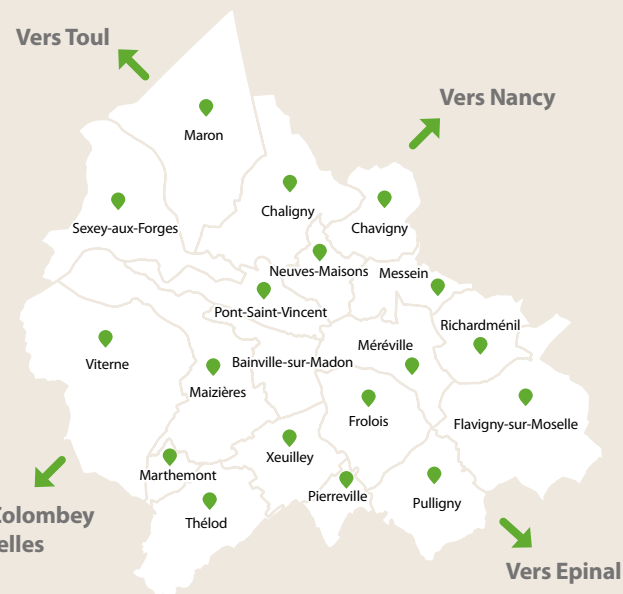 Vers Toul
Vers Nancy
Maron
Chaligny
Sexey-aux-Forges
Chavigny
Neuves-Maisons
Messein
Pont-Saint-Vincent
Richardménil
Méréville
Viterne
Bainville-sur-Madon
Maizières
Frolois
Flavigny-sur-Moselle
Xeuilley
Marthemont
Pierreville
Pulligny
Colombey
elles
Thélod
Vers Epinal